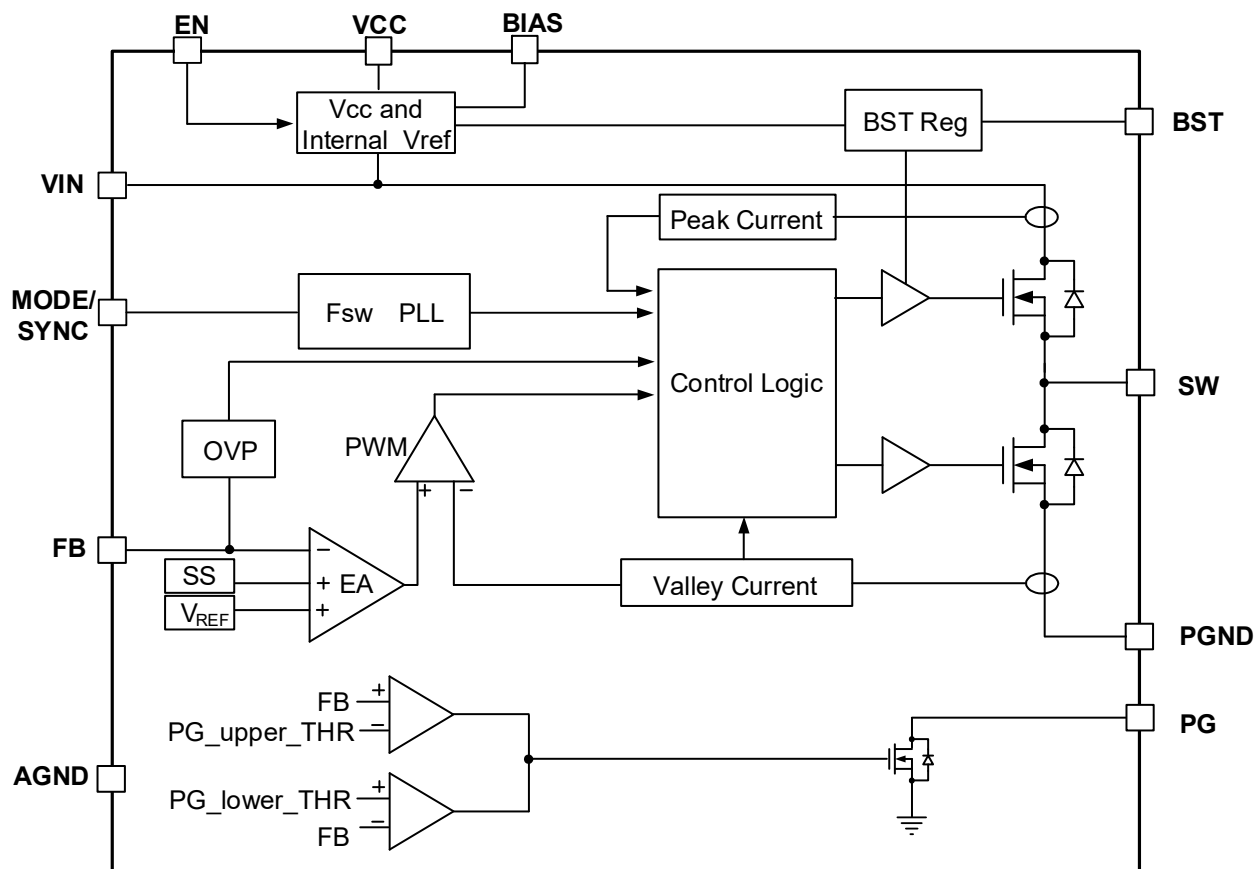 EN
VCC
BIAS
Vcc and
Internal Vref
BST Reg
BST
VIN
Peak Current
MODE/
SYNC
Fsw PLL
Control Logic
SW
OVP
PWM
+
−
FB
−
SS
+
EA
VREF
+
Valley Current
PGND
FB
+
PG_upper_THR
−
PG
AGND
PG_lower_THR
+
FB
−